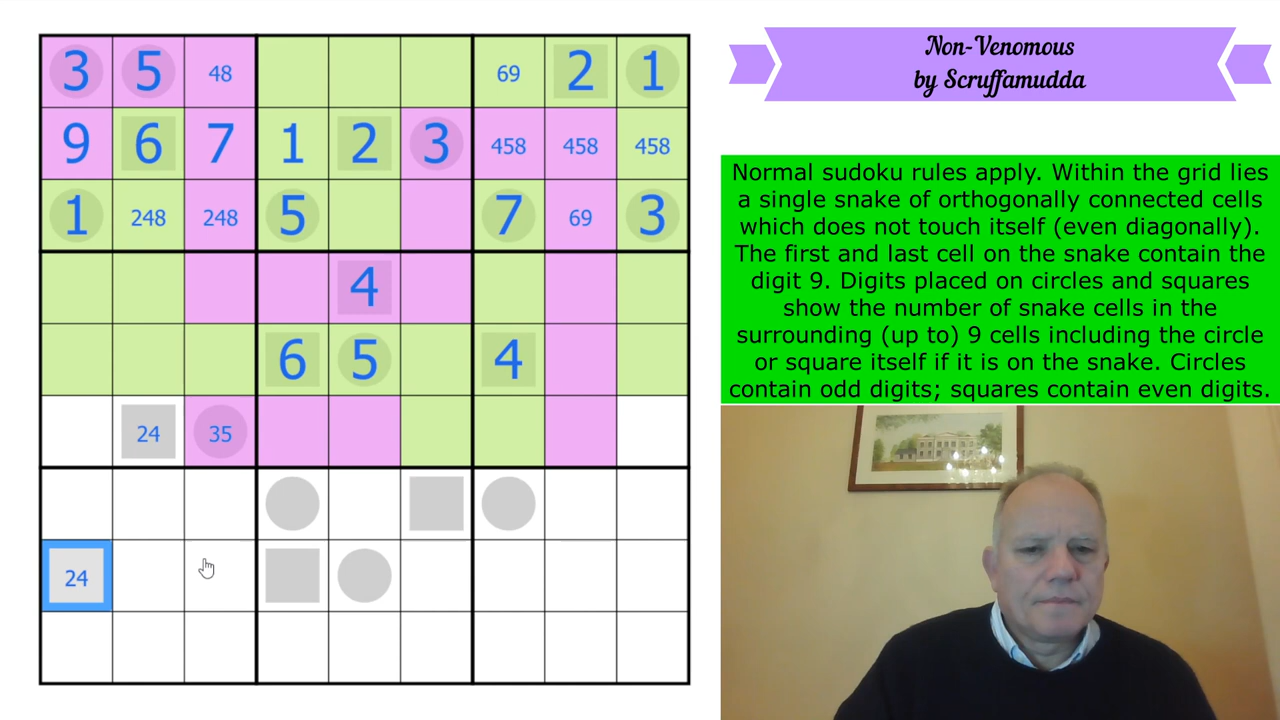 Non-Venomous
by Scruffamudda
Normal sudoku rules apply. Within the grid lies
a single snake of orthogonally connected cells
which does not touch itself (even diagonally).
The first and last cell on the snake contain the
digit 9. Digits placed on circles and squares
show the number of snake cells in the
surrounding (up to) 9 cells including the circle
or square itself if it is on the snake. Circles
contain odd digits; squares contain even digits.
3 5 48 69 2 1
9 6 7 1 2 3 458 458 458
1 248 248 5 7 69 3
4
6 5 4
24 35
24